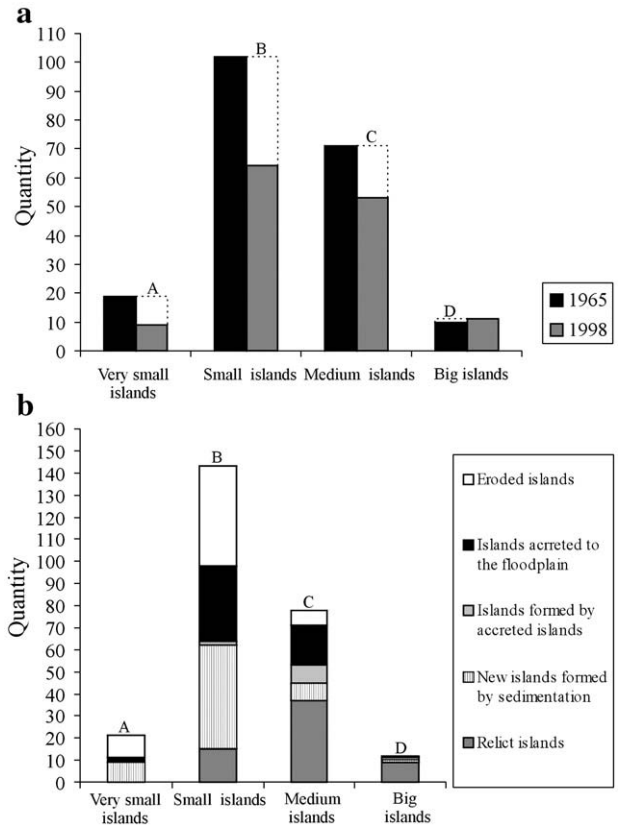 a
110
100
90
80
70
60
50
40
30
20
10
0
Quantity
A
B
C
D
Very small islands
Small islands
Medium islands
Big islands
1965
1998
b
160
150
140
130
120
110
100
90
80
70
60
50
40
30
20
10
0
Quantity
A
B
C
D
Very small
islands
Small islands
Medium
islands
Big
islands
Eroded islands
Islands acrreted to
the floodplain
Islands formed by
accreted islands
New islands formed
by sedimentation
Relict islands